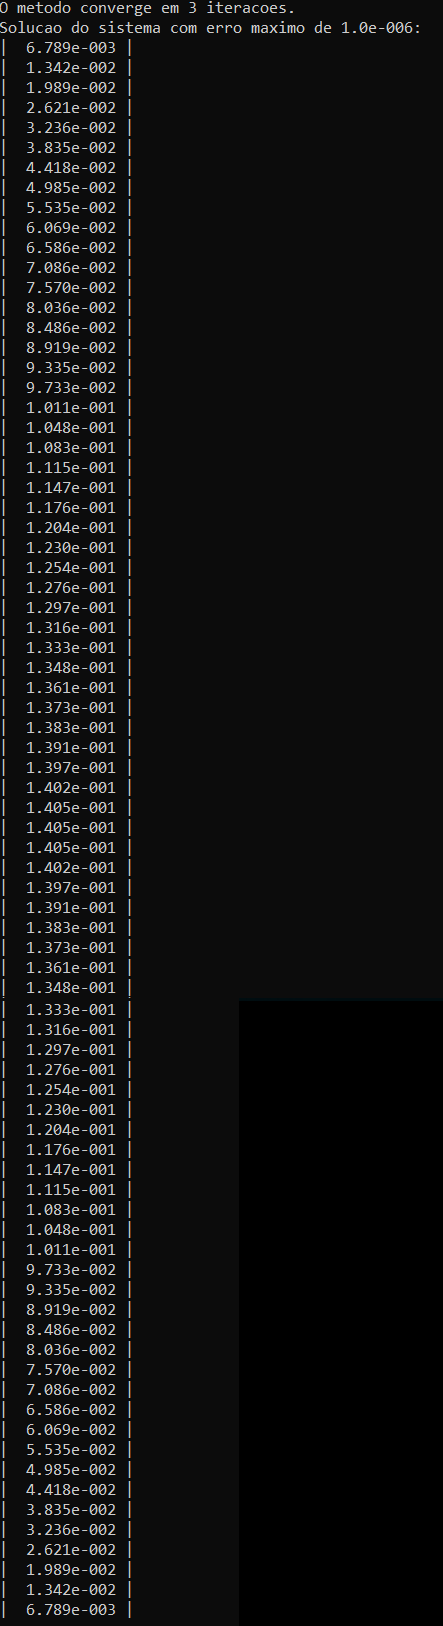 O metodo converge em 3 iteracoes.
Solucao do sistema com erro maximo de 1.0e-006:
|  6.789e-003 |
|  1.342e-002 |
|  1.989e-002 |
|  2.621e-002 |
|  3.236e-002 |
|  3.835e-002 |
|  4.418e-002 |
|  4.985e-002 |
|  5.535e-002 |
|  6.069e-002 |
|  6.586e-002 |
|  7.086e-002 |
|  7.570e-002 |
|  8.036e-002 |
|  8.486e-002 |
|  8.919e-002 |
|  9.335e-002 |
|  9.733e-002 |
|  1.011e-001 |
|  1.048e-001 |
|  1.083e-001 |
|  1.115e-001 |
|  1.147e-001 |
|  1.176e-001 |
|  1.204e-001 |
|  1.230e-001 |
|  1.254e-001 |
|  1.276e-001 |
|  1.297e-001 |
|  1.316e-001 |
|  1.333e-001 |
|  1.348e-001 |
|  1.361e-001 |
|  1.373e-001 |
|  1.383e-001 |
|  1.391e-001 |
|  1.397e-001 |
|  1.402e-001 |
|  1.405e-001 |
|  1.405e-001 |
|  1.405e-001 |
|  1.402e-001 |
|  1.397e-001 |
|  1.391e-001 |
|  1.383e-001 |
|  1.373e-001 |
|  1.361e-001 |
|  1.348e-001 |
|  1.333e-001 |
|  1.316e-001 |
|  1.297e-001 |
|  1.276e-001 |
|  1.254e-001 |
|  1.230e-001 |
|  1.204e-001 |
|  1.176e-001 |
|  1.147e-001 |
|  1.115e-001 |
|  1.083e-001 |
|  1.048e-001 |
|  1.011e-001 |
|  9.733e-002 |
|  9.335e-002 |
|  8.919e-002 |
|  8.486e-002 |
|  8.036e-002 |
|  7.570e-002 |
|  7.086e-002 |
|  6.586e-002 |
|  6.069e-002 |
|  5.535e-002 |
|  4.985e-002 |
|  4.418e-002 |
|  3.835e-002 |
|  3.236e-002 |
|  2.621e-002 |
|  1.989e-002 |
|  1.342e-002 |
|  6.789e-003 |